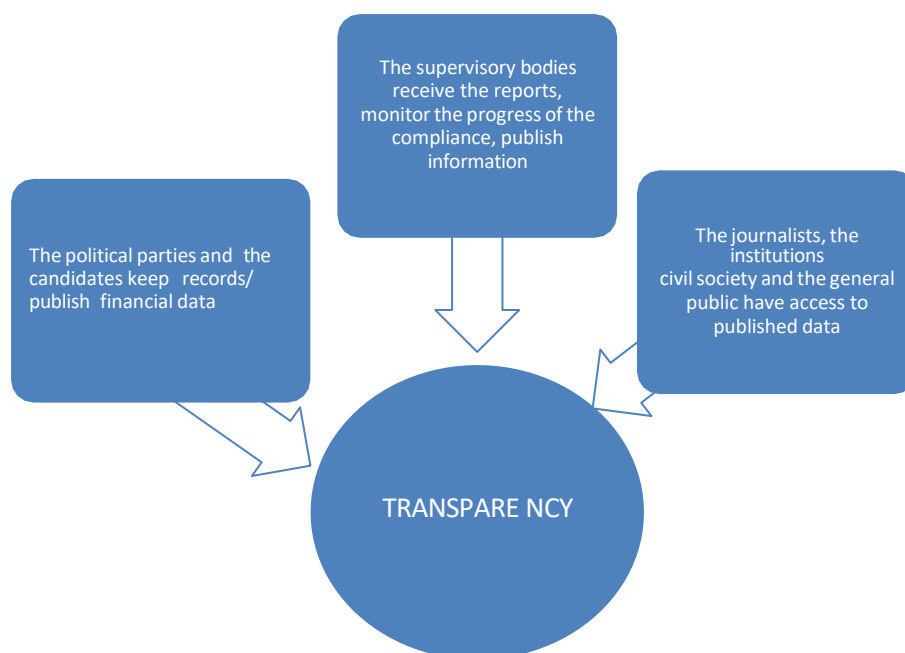 The supervisory bodies
receive the reports,
monitor the progress of the
compliance, publish
information
The political parties and the
candidates keep records/
publish financial data
The journalists, the
institutions
civil society and the general
public have access to
published data
TRANSPARE NCY